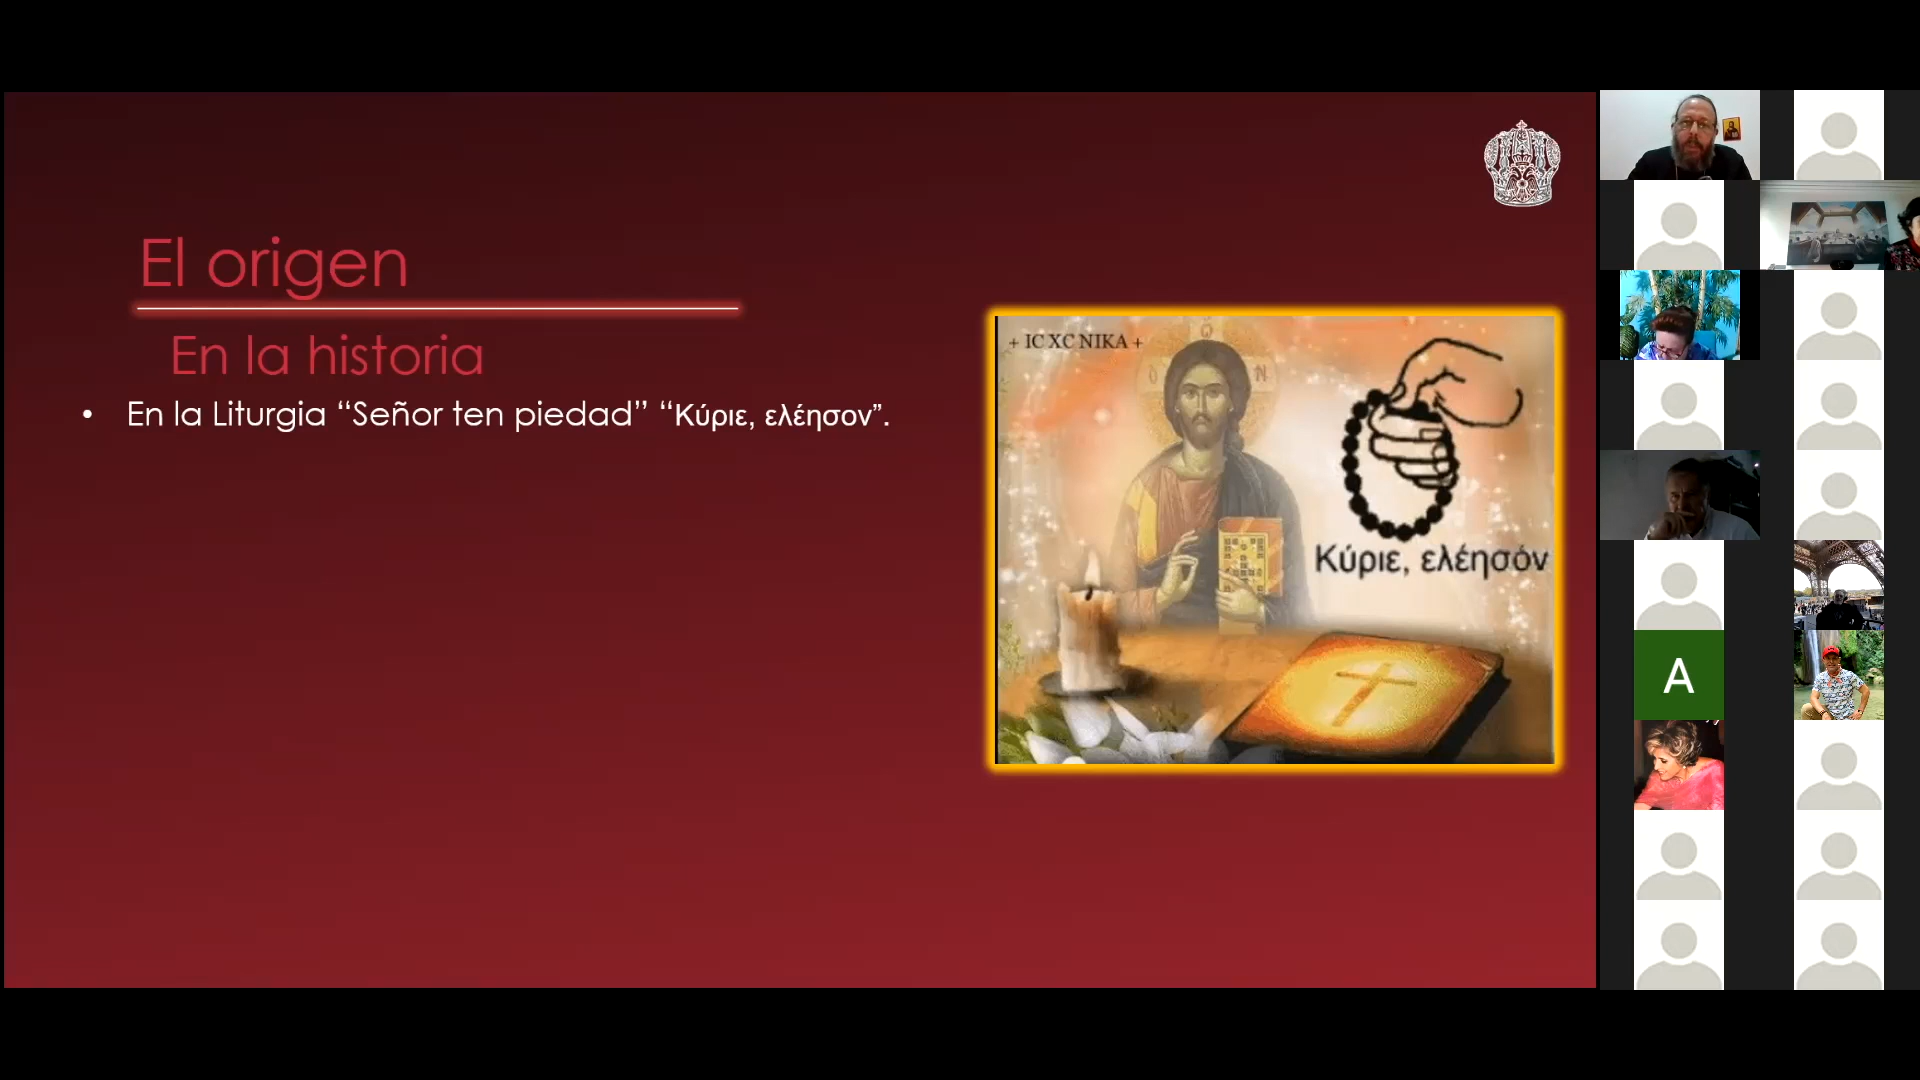 El origen
En la historia
• En la Liturgia “Señor ten piedad” “Κύριε, ελέησον”.
+ IC XC NIKA +
Κύριε, ελέησόν
A